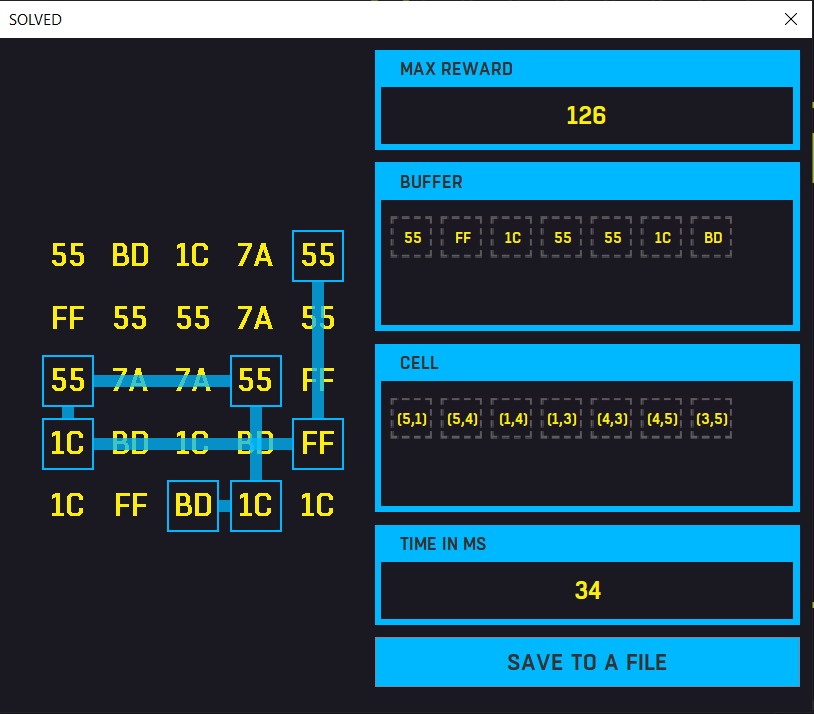 SOLVED
55 BD 1C 7A 55
FF 55 55 7A 55
55 7A 7A 55 FF
1C BD 1C BD FF
1C FF BD 1C 1C
MAX REWARD
126
BUFFER
55 FF 1C 55 55 1C BD
CELL
(5,1) (5,4) (1,4) (1,3) (4,3) (4,5) (3,5)
TIME IN MS
34
SAVE TO A FILE